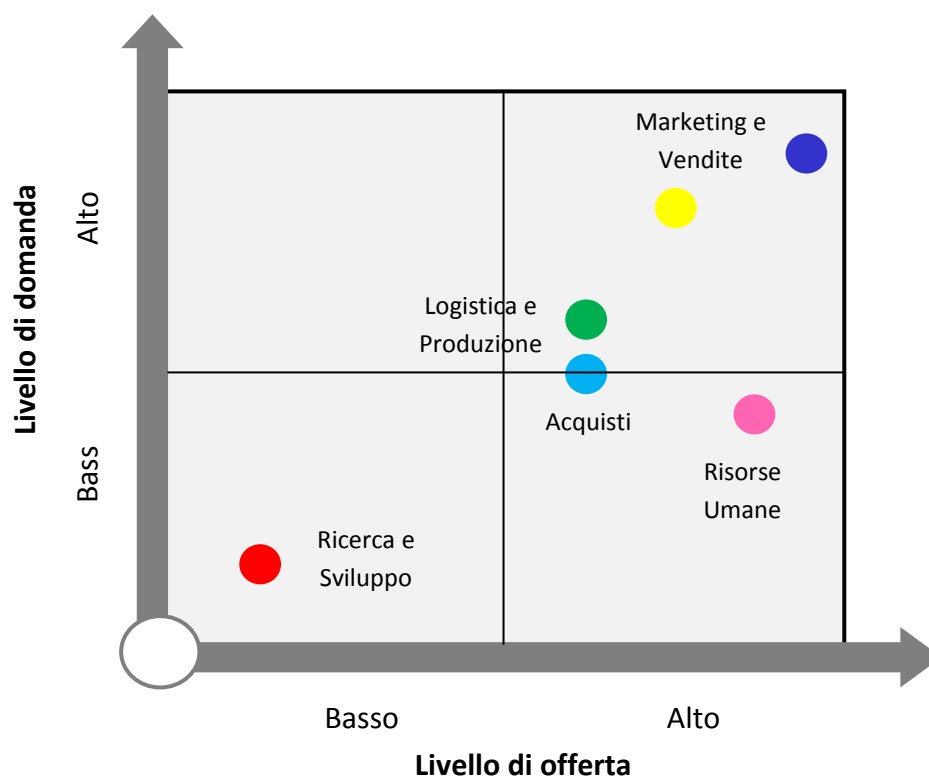 Marketing e
Vendite
Alto
Livello di domanda
Logistica e
Produzione
Acquisti
Bass
Risorse
Umane
Ricerca e
Sviluppo
Basso
Alto
Livello di offerta